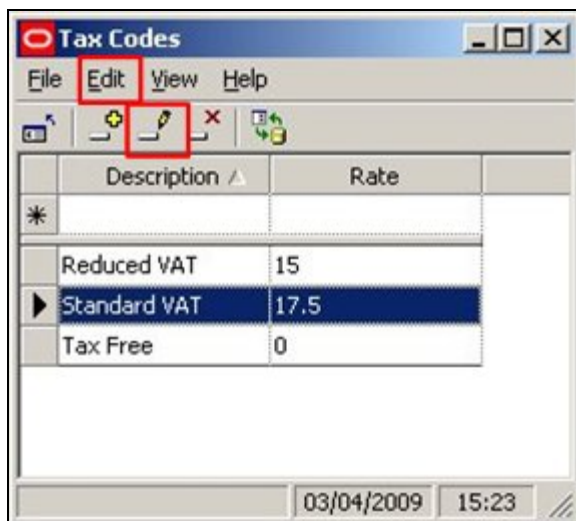 Tax Codes
File Edit View Help
Description Rate
*
Reduced VAT 15
Standard VAT 17.5
Tax Free 0
03/04/2009 15:23